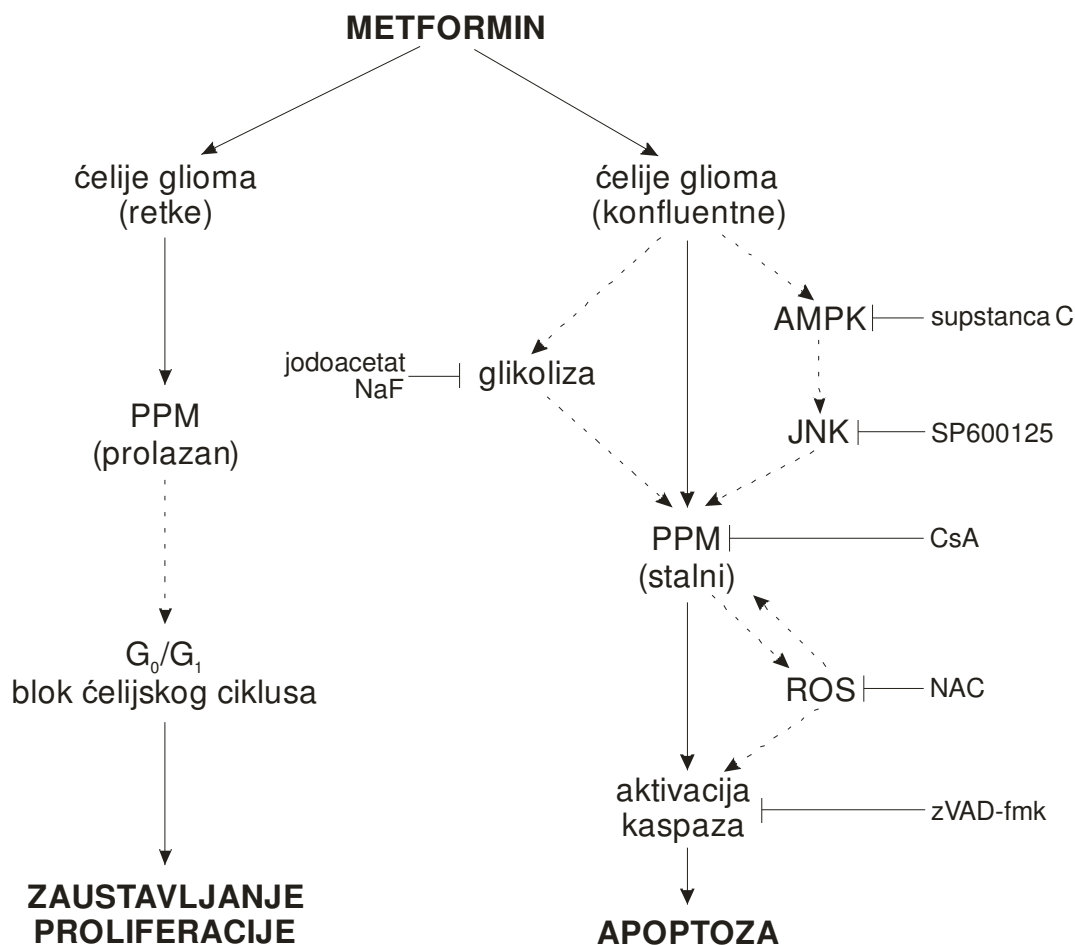 METFORMIN
ćelije glioma
(retke)
ćelije glioma
(konfluentne)
AMPK
supstanca C
jodoacetat
NaF
glikoliza
PPM
(prolazan)
JNK
SP600125
PPM
(stalni)
CsA
G₀/G₁
blok ćelijskog ciklusa
ROS
NAC
aktivacija
kaspaza
zVAD-fmk
ZAUSTAVLJANJE
PROLIFERACIJE
APOPTOZA